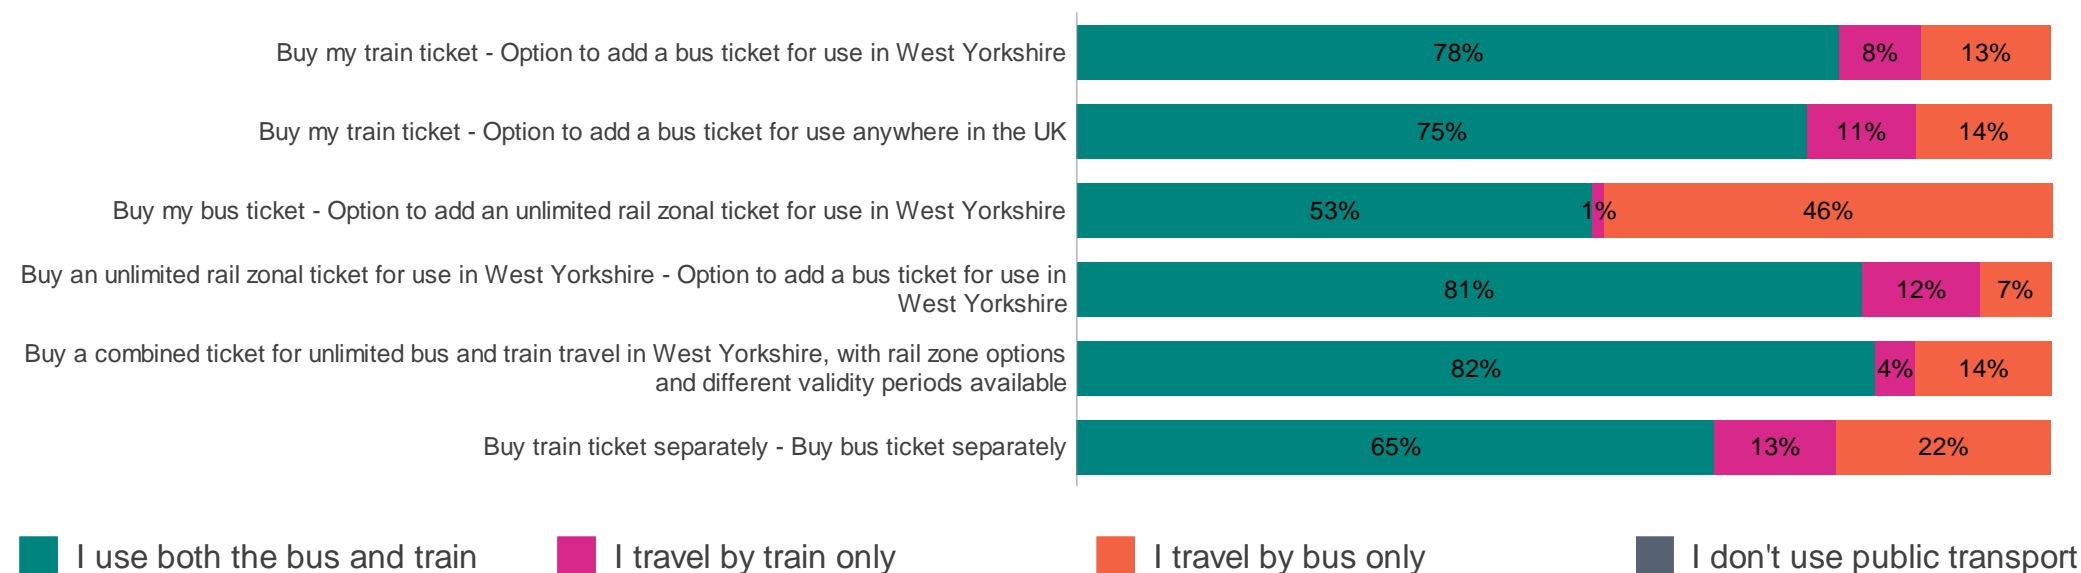 Buy my train ticket - Option to add a bus ticket for use in West Yorkshire
78% 8% 13%
Buy my train ticket - Option to add a bus ticket for use anywhere in the UK
75% 11% 14%
Buy my bus ticket - Option to add an unlimited rail zonal ticket for use in West Yorkshire
53% 1% 46%
Buy an unlimited rail zonal ticket for use in West Yorkshire - Option to add a bus ticket for use in
West Yorkshire
81% 12% 7%
Buy a combined ticket for unlimited bus and train travel in West Yorkshire, with rail zone options
and different validity periods available
82% 4% 14%
Buy train ticket separately - Buy bus ticket separately
65% 13% 22%
I use both the bus and train
I travel by train only
I travel by bus only
I don't use public transport